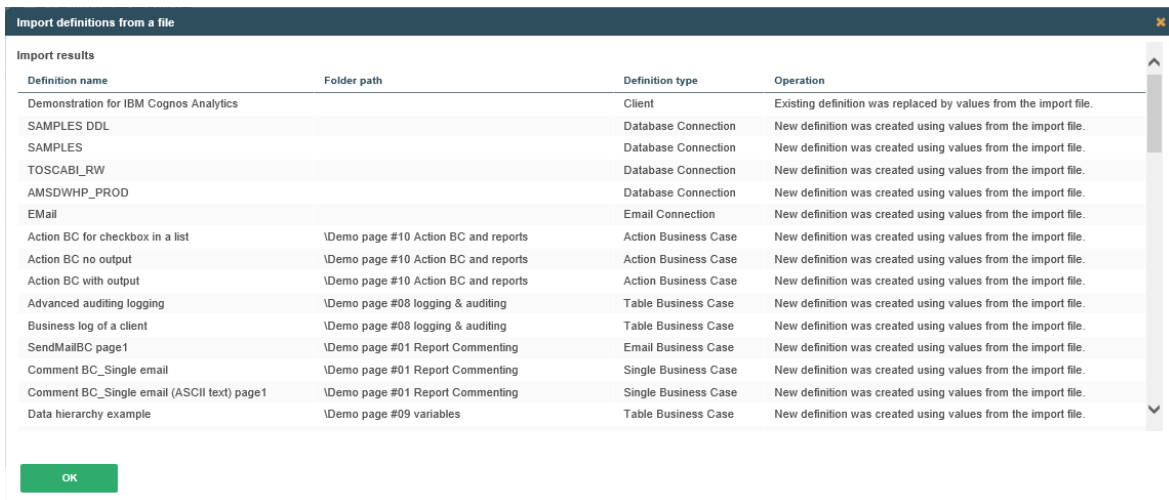 Import definitions from a file
Import results
Definition name Folder path Definition type Operation
Demonstration for IBM Cognos Analytics Client Existing definition was replaced by values from the import file.
SAMPLES DDL Database Connection New definition was created using values from the import file.
SAMPLES Database Connection New definition was created using values from the import file.
TOSCABI_RW Database Connection New definition was created using values from the import file.
AMSDWHP_PROD Database Connection New definition was created using values from the import file.
EMail Email Connection New definition was created using values from the import file.
Action BC for checkbox in a list \Demo page #10 Action BC and reports Action Business Case New definition was created using values from the import file.
Action BC no output \Demo page #10 Action BC and reports Action Business Case New definition was created using values from the import file.
Action BC with output \Demo page #10 Action BC and reports Action Business Case New definition was created using values from the import file.
Advanced auditing logging \Demo page #08 logging & auditing Table Business Case New definition was created using values from the import file.
Business log of a client \Demo page #08 logging & auditing Table Business Case New definition was created using values from the import file.
SendMailBC page1 \Demo page #01 Report Commenting Email Business Case New definition was created using values from the import file.
Comment BC_Single email \Demo page #01 Report Commenting Single Business Case New definition was created using values from the import file.
Comment BC_Single email (ASCII text) page1 \Demo page #01 Report Commenting Single Business Case New definition was created using values from the import file.
Data hierarchy example \Demo page #09 variables Table Business Case New definition was created using values from the import file.
OK